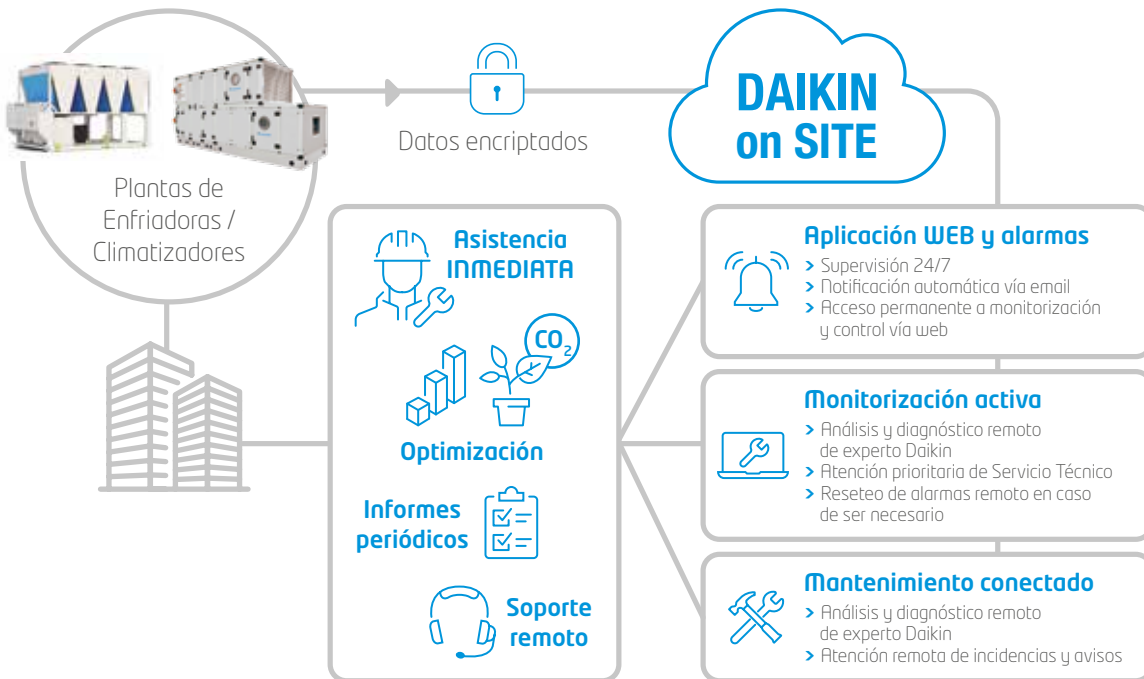 DAIKIN
on SITE
Datos encriptados
Plantas de
Enfriadoras /
Climatizadores
Asistencia
INMEDIATA
CO₂
Optimización
Informes
periódicos
Soporte
remoto
Aplicación WEB y alarmas
> Supervisión 24/7
> Notificación automática vía email
> Acceso permanente a monitorización
y control vía web
Monitorización activa
> Análisis y diagnóstico remoto
de experto Daikin
> Atención prioritaria de Servicio Técnico
> Reseteo de alarmas remoto en caso
de ser necesario
Mantenimiento conectado
> Análisis y diagnóstico remoto
de experto Daikin
> Atención remota de incidencias y avisos